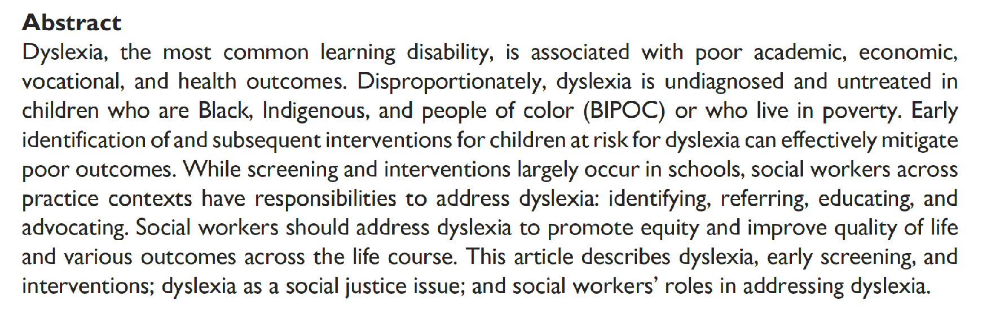 Abstract
Dyslexia, the most common learning disability, is associated with poor academic, economic,
vocational, and health outcomes. Disproportionately, dyslexia is undiagnosed and untreated in
children who are Black, Indigenous, and people of color (BIPOC) or who live in poverty. Early
identification of and subsequent interventions for children at risk for dyslexia can effectively mitigate
poor outcomes. While screening and interventions largely occur in schools, social workers across
practice contexts have responsibilities to address dyslexia: identifying, referring, educating, and
advocating. Social workers should address dyslexia to promote equity and improve quality of life
and various outcomes across the life course. This article describes dyslexia, early screening, and
interventions; dyslexia as a social justice issue; and social workers’ roles in addressing dyslexia.